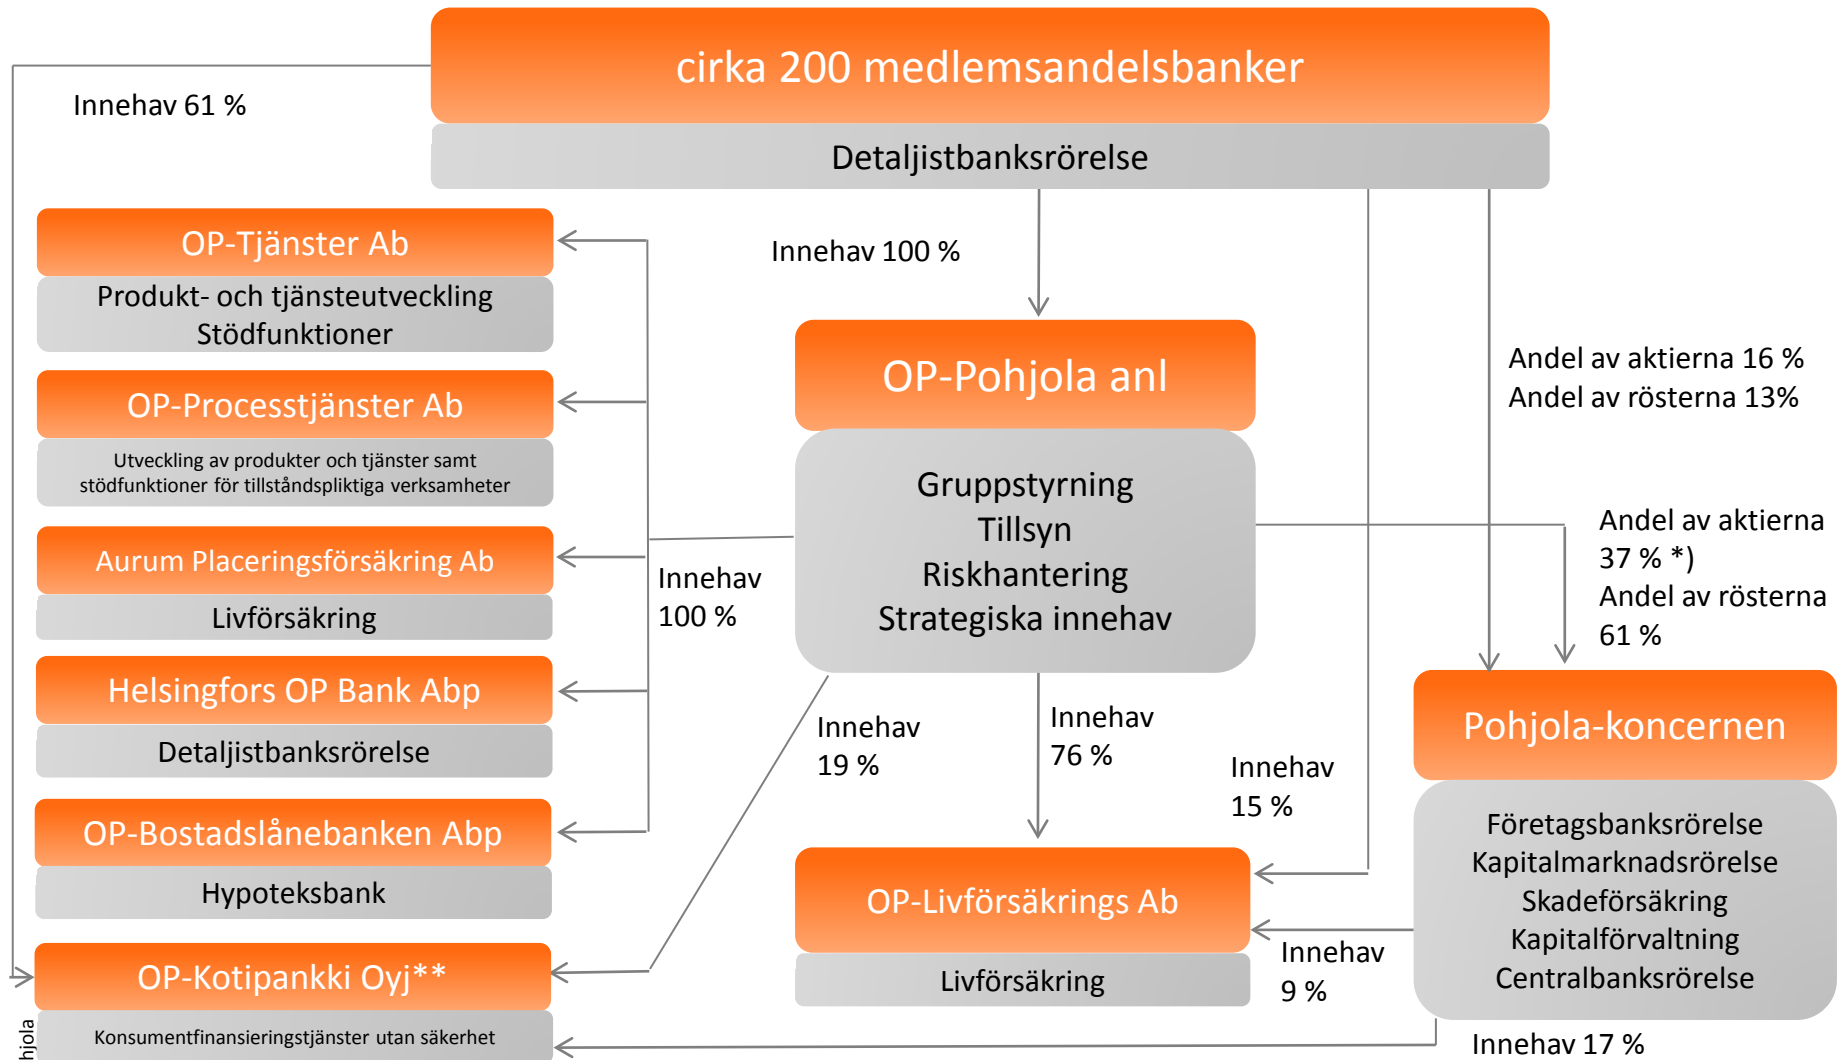 cirka 200 medlemsandelsbanker
Detaljistbanksrörelse
Innehav 61 %
OP-Tjänster Ab
Produkt- och tjänsteutveckling
Stödfunktioner
OP-Processtjänster Ab
Utveckling av produkter och tjänster samt
stödfunktioner för tillståndspliktiga verksamheter
Aurum Placeringsförsäkring Ab
Livförsäkring
Helsingfors OP Bank Abp
Detaljistbanksrörelse
OP-Bostadslånebanken Abp
Hypoteksbank
OP-Kotipankki Oyj**
Konsumentfinansieringstjänster utan säkerhet
Innehav
100 %
Innehav 100 %
OP-Pohjola anl
Gruppstyrning
Tillsyn
Riskhantering
Strategiska innehav
Innehav
19 %
Innehav
76 %
Innehav
15 %
OP-Livförsäkrings Ab
Livförsäkring
Innehav
9 %
Andel av aktierna 16 %
Andel av rösterna 13%
Andel av aktierna
37 % *)
Andel av rösterna
61 %
Pohjola-koncernen
Företagsbanksrörelse
Kapitalmarknadsrörelse
Skadeförsäkring
Kapitalförvaltning
Centralbanksrörelse
Innehav 17 %
hjola